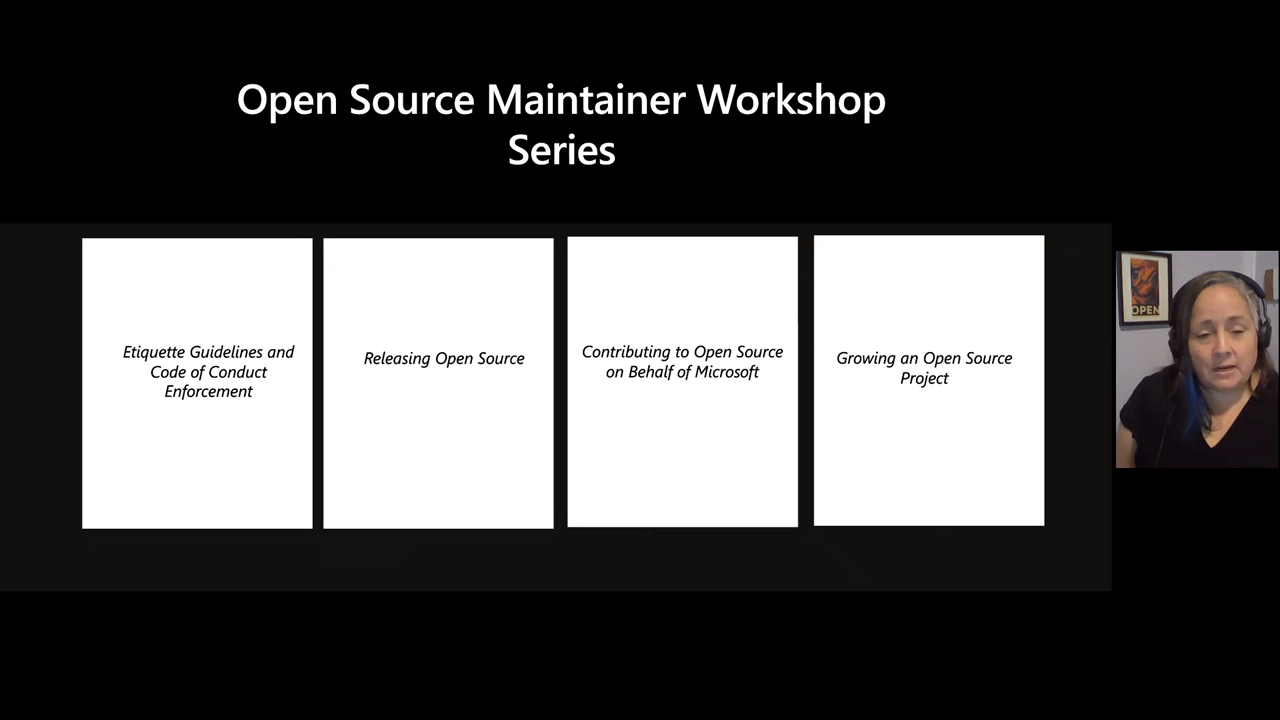 Open Source Maintainer Workshop
Series
Etiquette Guidelines and
Code of Conduct
Enforcement
Releasing Open Source
Contributing to Open Source
on Behalf of Microsoft
Growing an Open Source
Project
OPEN